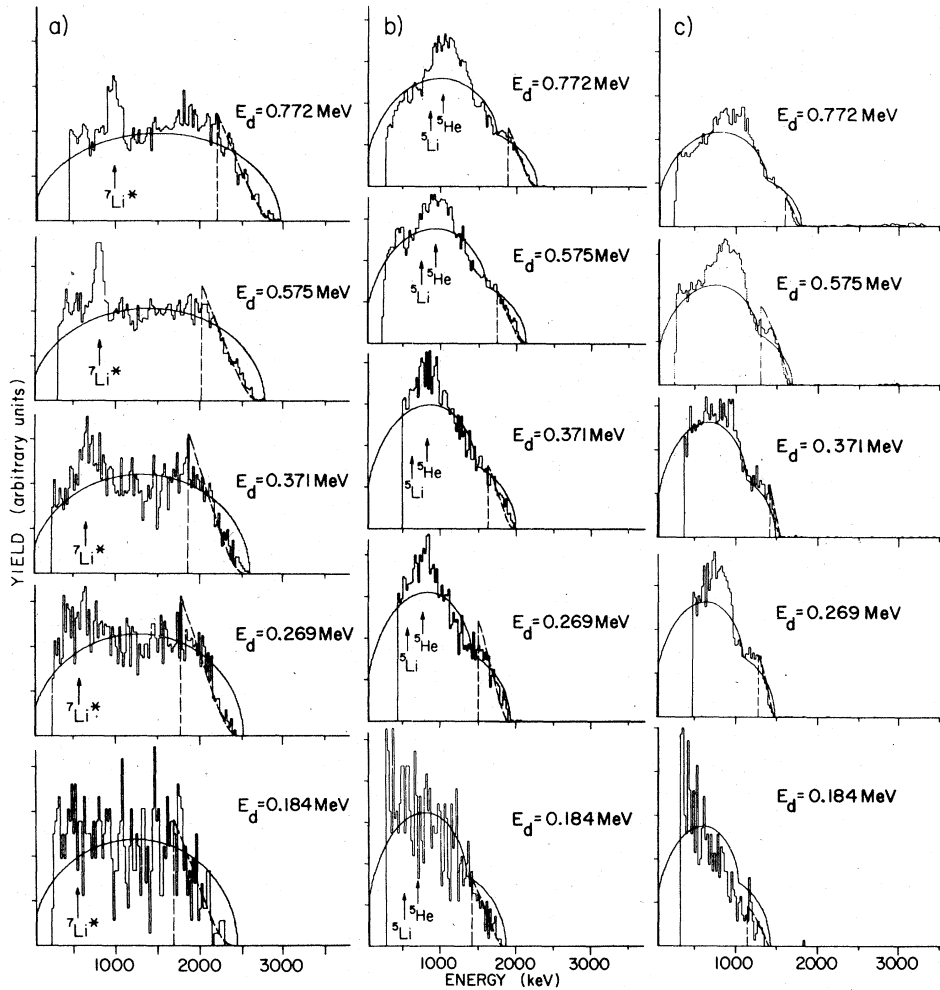 a)
E_d = 0.772 MeV
⁷Li*
E_d = 0.575 MeV
⁷Li*
E_d = 0.371 MeV
⁷Li*
E_d = 0.269 MeV
⁷Li*
E_d = 0.184 MeV
⁷Li*
1000 2000 3000
YIELD (arbitrary units)
b)
E_d = 0.772 MeV
⁵He
⁵Li
E_d = 0.575 MeV
⁵He
⁵Li
E_d = 0.371 MeV
⁵He
⁵Li
E_d = 0.269 MeV
⁵He
⁵Li
E_d = 0.184 MeV
⁵He
⁵Li
1000 2000 3000
ENERGY (keV)
c)
E_d = 0.772 MeV
E_d = 0.575 MeV
E_d = 0.371 MeV
E_d = 0.269 MeV
E_d = 0.184 MeV
1000 2000 3000